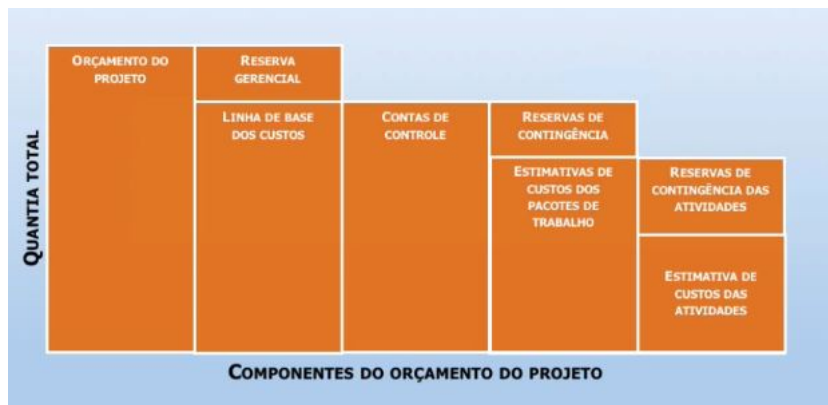 ORÇAMENTO DO
PROJETO
RESERVA
GERENCIAL
LINHA DE BASE
DOS CUSTOS
CONTAS DE
CONTROLE
RESERVAS DE
CONTINGÊNCIA
ESTIMATIVAS DE
CUSTOS DOS
PACOTES DE
TRABALHO
RESERVAS DE
CONTINGÊNCIA DAS
ATIVIDADES
ESTIMATIVA DE
CUSTOS DAS
ATIVIDADES
QUANTIA TOTAL
COMPONENTES DO ORÇAMENTO DO PROJETO